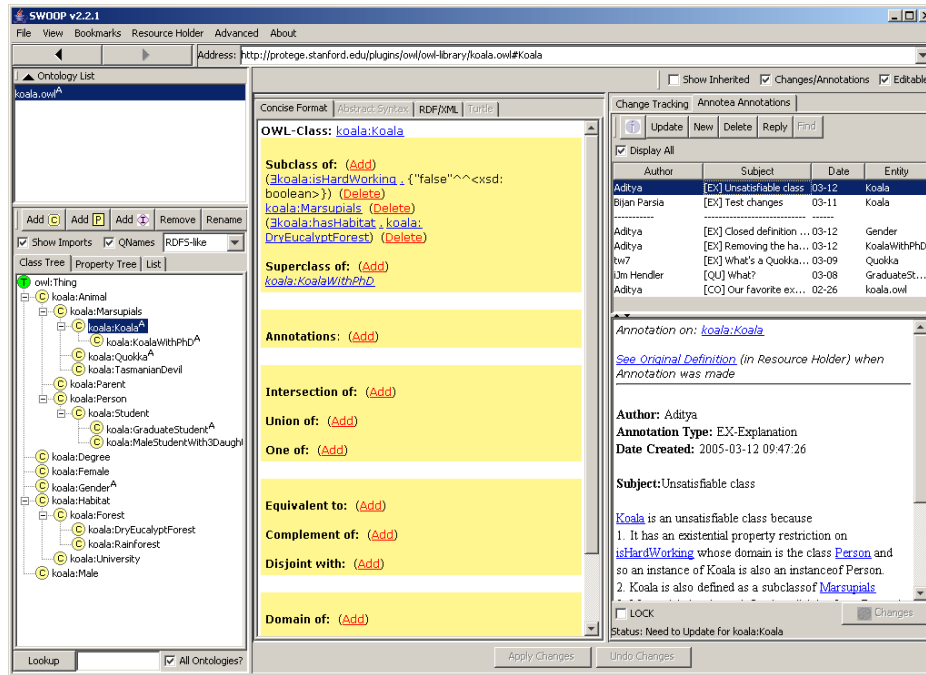 SWOOP v2.2.1
File View Bookmarks Resource Holder Advanced About
Address: http://protege.stanford.edu/plugins/owl/owl-library/koala.owl#Koala
Ontology List
koala.owlA
Show Inherited Changes/Annotations Editable
Add C Add P Add I Remove Rename
Show Imports QNames RDFS-like
Class Tree Property Tree List
T owl:Thing
C koala:Animal
C koala:Marsupials
C koala:KoalaA
C koala:KoalaWithPhDA
C koala:QuokkaA
C koala:TasmanianDevil
C koala:Parent
C koala:Person
C koala:Student
C koala:GraduateStudentA
C koala:MaleStudentWith3Daught
C koala:Degree
C koala:Female
C koala:GenderA
C koala:Habitat
C koala:Forest
C koala:DryEucalyptForest
C koala:Rainforest
C koala:University
C koala:Male
Lookup All Ontologies?
Concise Format Abstract Syntax RDF/XML Turtle
OWL-Class: koala:Koala
Subclass of: (Add)
(∃koala:isHardWorking . {"false"^^<xsd:
boolean>}) (Delete)
koala:Marsupials (Delete)
(∃koala:hasHabitat . koala:
DryEucalyptForest) (Delete)
Superclass of: (Add)
koala:KoalaWithPhD
Annotations: (Add)
Intersection of: (Add)
Union of: (Add)
One of: (Add)
Equivalent to: (Add)
Complement of: (Add)
Disjoint with: (Add)
Domain of: (Add)
Apply Changes Undo Changes
Change Tracking Annotea Annotations
Update New Delete Reply Find
Display All
Author Subject Date Entity
Aditya [EX] Unsatisfiable class 03-12 Koala
Bijan Parsia [EX] Test changes 03-11 Koala
----------- -------------------------- ------
Aditya [EX] Closed definition ... 03-12 Gender
Aditya [EX] Removing the ha... 03-12 KoalaWithPhD
tw7 [EX] What's a Quokka... 03-09 Quokka
iJm Hendler [QU] What? 03-08 GraduateSt...
Aditya [CO] Our favorite ex... 02-26 koala.owl
Annotation on: koala:Koala
See Original Definition (in Resource Holder) when
Annotation was made
Author: Aditya
Annotation Type: EX-Explanation
Date Created: 2005-03-12 09:47:26
Subject:Unsatisfiable class
Koala is an unsatisfiable class because
1. It has an existential property restriction on
isHardWorking whose domain is the class Person and
so an instance of Koala is also an instanceof Person.
2. Koala is also defined as a subclassof Marsupials
LOCK Changes
Status: Need to Update for koala:Koala